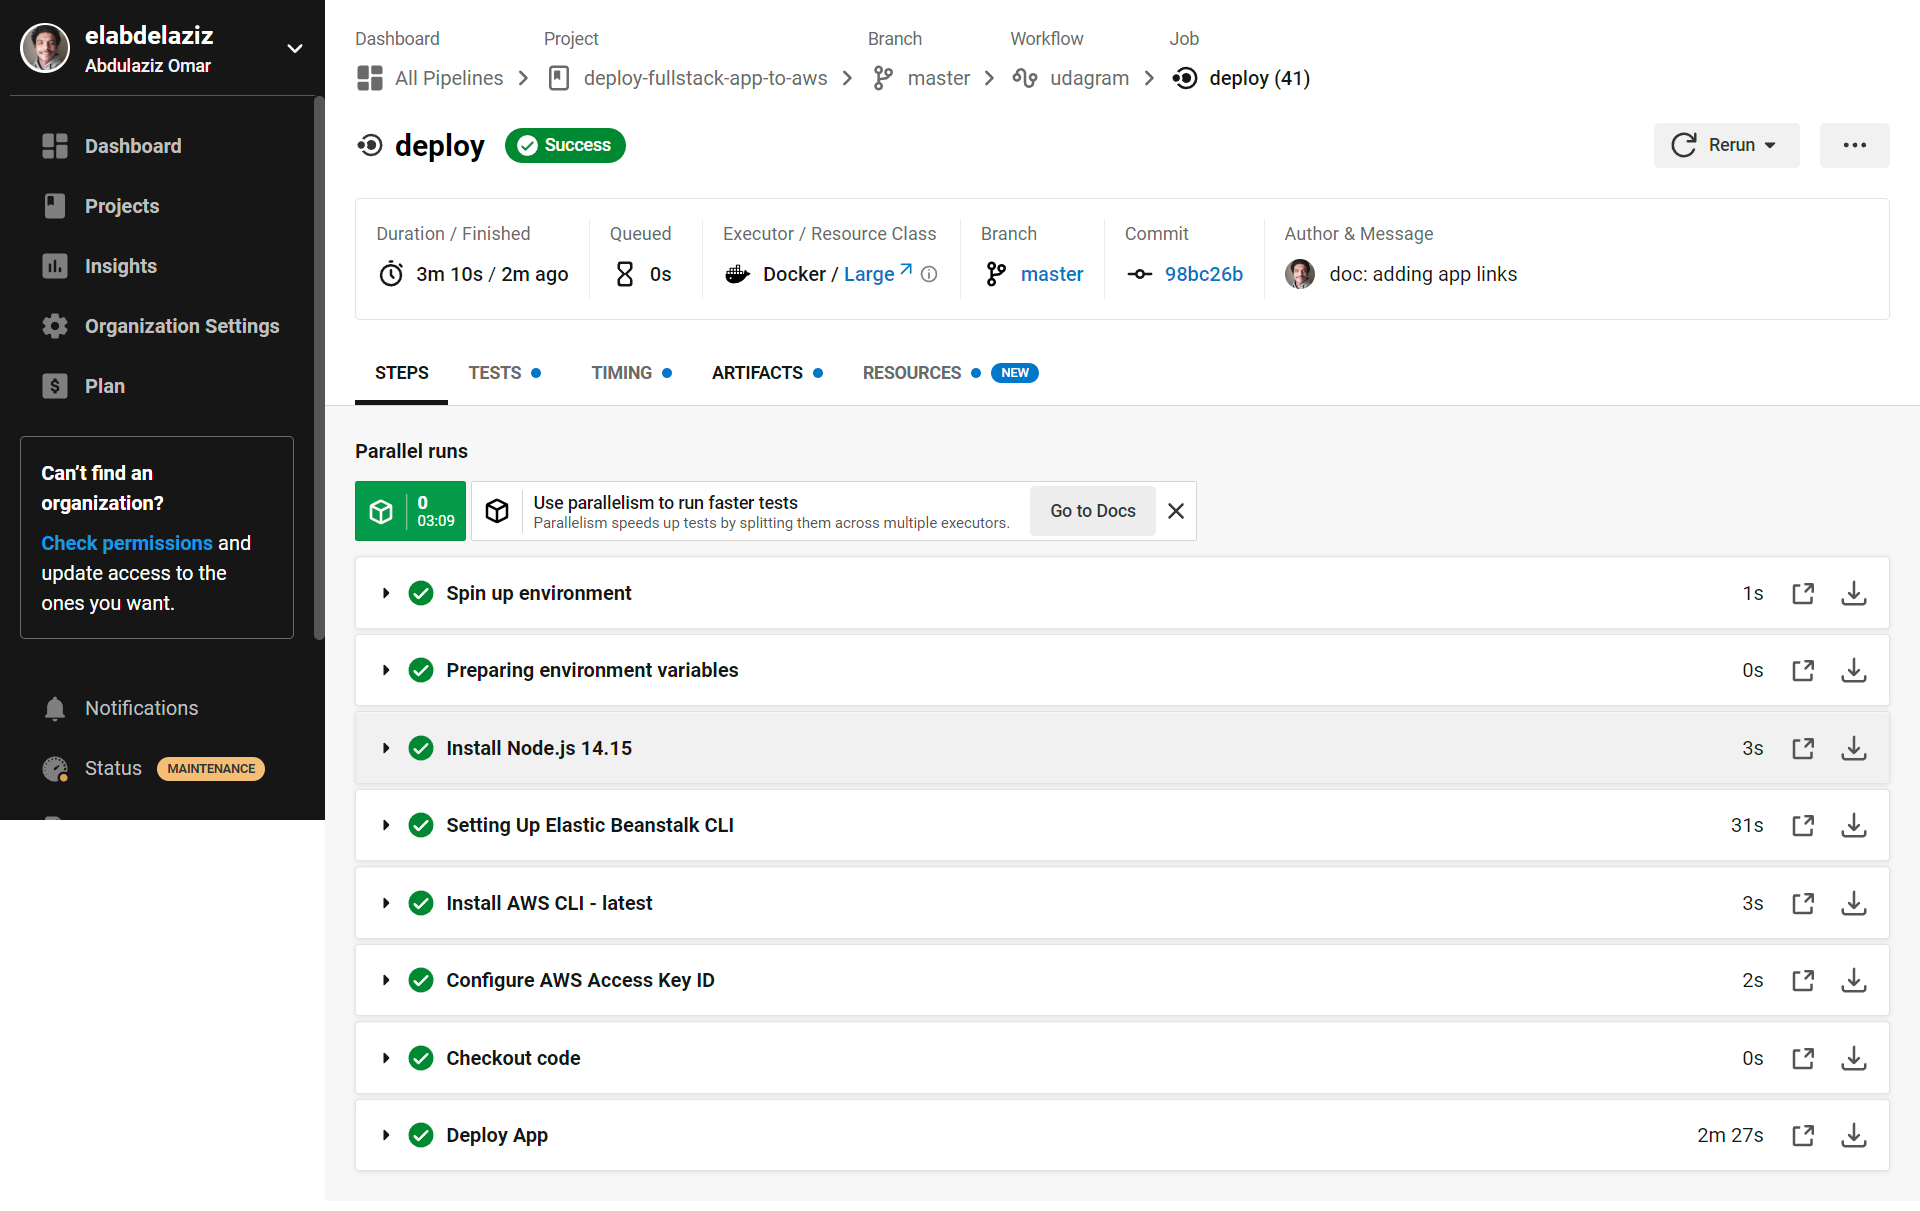 elabdelaziz
Abdulaziz Omar
Dashboard
Projects
Insights
Organization Settings
Plan
Can't find an
organization?
Check permissions and
update access to the
ones you want.
Notifications
Status MAINTENANCE
Dashboard Project Branch Workflow Job
All Pipelines deploy-fullstack-app-to-aws master udagram deploy (41)
deploy Success Rerun
Duration / Finished Queued Executor / Resource Class Branch Commit Author & Message
3m 10s / 2m ago 0s Docker / Large master 98bc26b doc: adding app links
STEPS TESTS TIMING ARTIFACTS RESOURCES NEW
Parallel runs
0
03:09
Use parallelism to run faster tests
Parallelism speeds up tests by splitting them across multiple executors.
Go to Docs
Spin up environment 1s
Preparing environment variables 0s
Install Node.js 14.15 3s
Setting Up Elastic Beanstalk CLI 31s
Install AWS CLI - latest 3s
Configure AWS Access Key ID 2s
Checkout code 0s
Deploy App 2m 27s